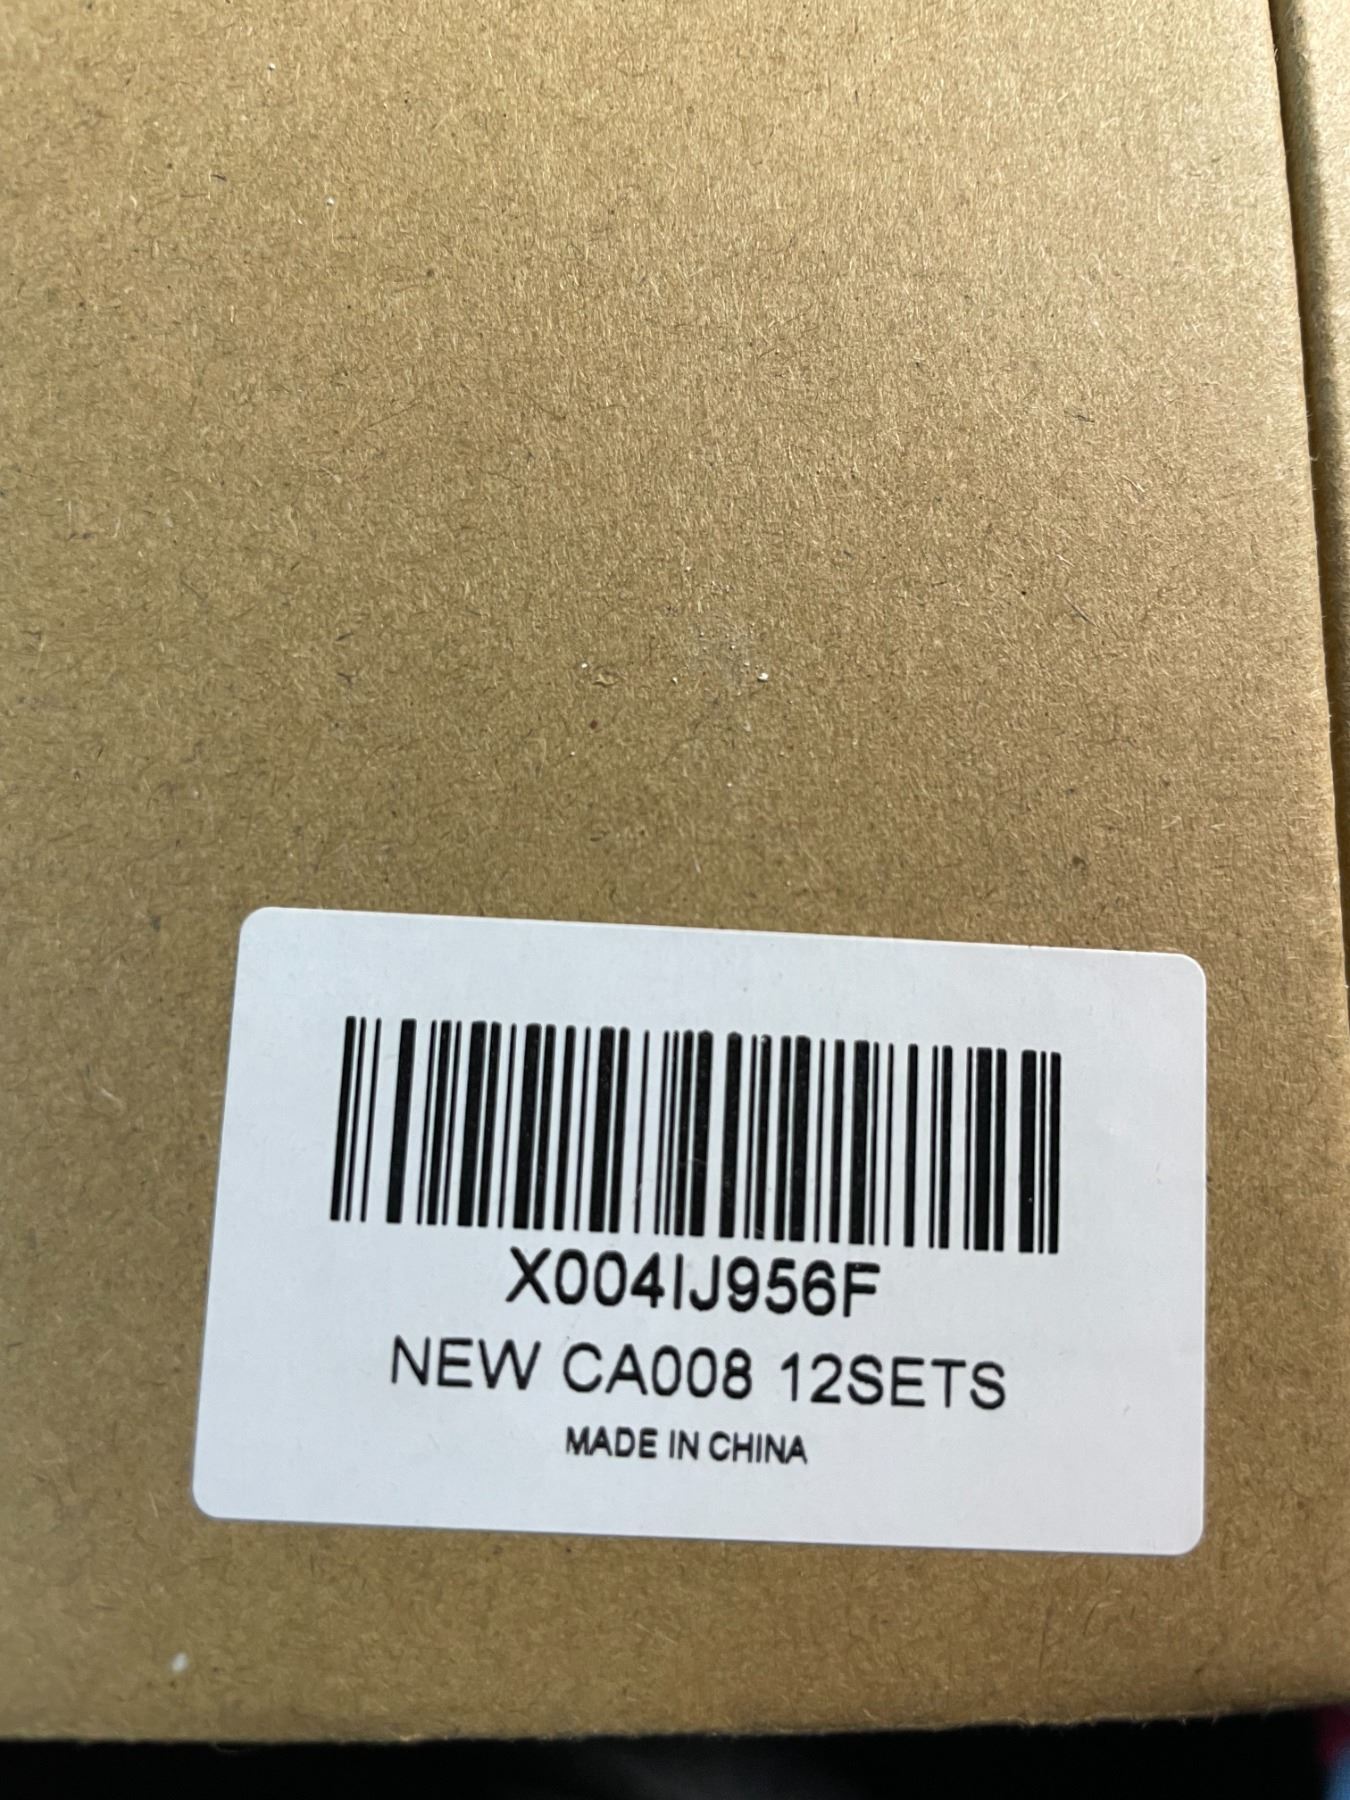 X004IJ956F
NEW CA008 12SETS
MADE IN CHINA